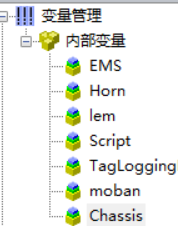 变量管理
内部变量
EMS
Horn
lem
Script
TagLogging
moban
Chassis